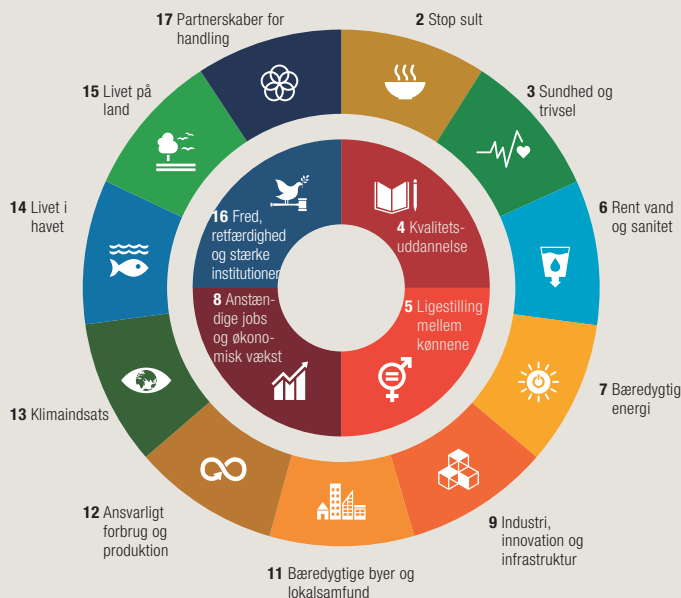 17 Partnerskaber for
handling
2 Stop sult
3 Sundhed og
trivsel
6 Rent vand
og sanitet
7 Bæredygtig
energi
9 Industri,
innovation og
infrastruktur
11 Bæredygtige byer og
lokalsamfund
12 Ansvarligt
forbrug og
produktion
13 Klimaindsats
14 Livet i
havet
15 Livet på
land
16 Fred,
retfærdighed
og stærke
institutioner
4 Kvalitets-
uddannelse
5 Ligestilling
mellem
kønnene
8 Anstæn-
dige jobs
og økono-
misk vækst